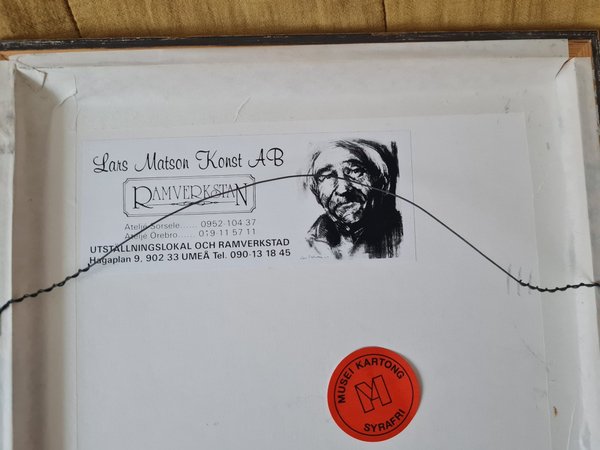 Lars Matson Konst AB
RAMVERKSTAN
Ateljé Sorsele...... 0952-104 37
Ateljé Örebro...... 019-11 57 11
UTSTÄLLNINGSLOKAL OCH RAMVERKSTAD
Hagaplan 9, 902 33 UMEÅ Tel. 090-13 18 45
MUSEI KARTONG
M
SYRAFRI